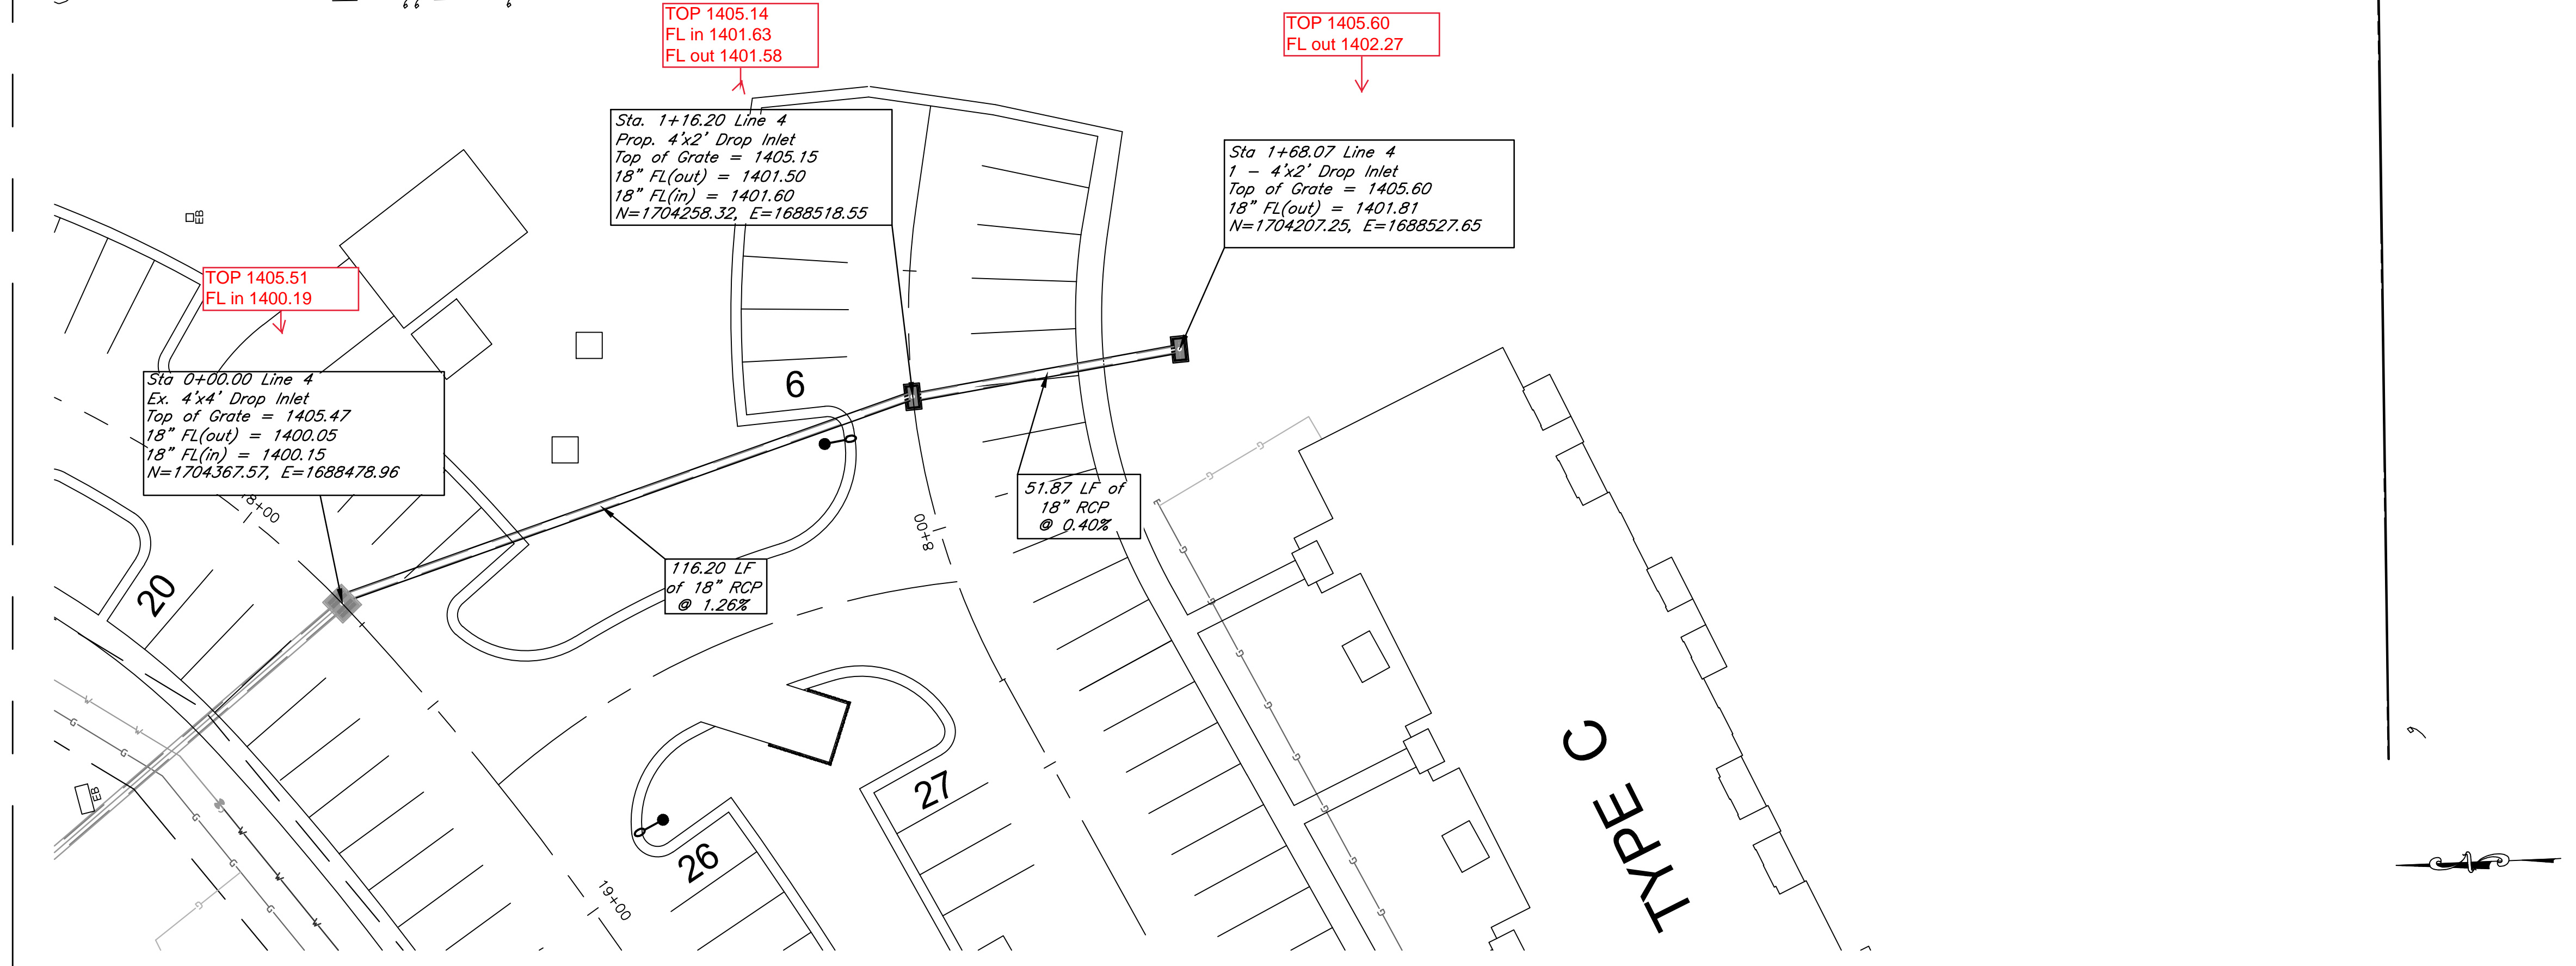 TOP 1405.14
FL in 1401.63
FL out 1401.58
TOP 1405.60
FL out 1402.27
Sta. 1+16.20 Line 4
Prop. 4'x2' Drop Inlet
Top of Grate = 1405.15
18" FL(out) = 1401.50
18" FL(in) = 1401.60
N=1704258.32, E=1688518.55
Sta 1+68.07 Line 4
1 - 4'x2' Drop Inlet
Top of Grate = 1405.60
18" FL(out) = 1401.81
N=1704207.25, E=1688527.65
EB
TOP 1405.51
FL in 1400.19
Sta 0+00.00 Line 4
Ex. 4'x4' Drop Inlet
Top of Grate = 1405.47
18" FL(out) = 1400.05
18" FL(in) = 1400.15
N=1704367.57, E=1688478.96
6
18+00
8+00
51.87 LF of
18" RCP
@ 0.40%
116.20 LF
of 18" RCP
@ 1.26%
20
EB
27
26
19+00
TYPE C
G
G
T
G
G
G
G
G
G
G
G
W
W
G
G
G
G
G
G